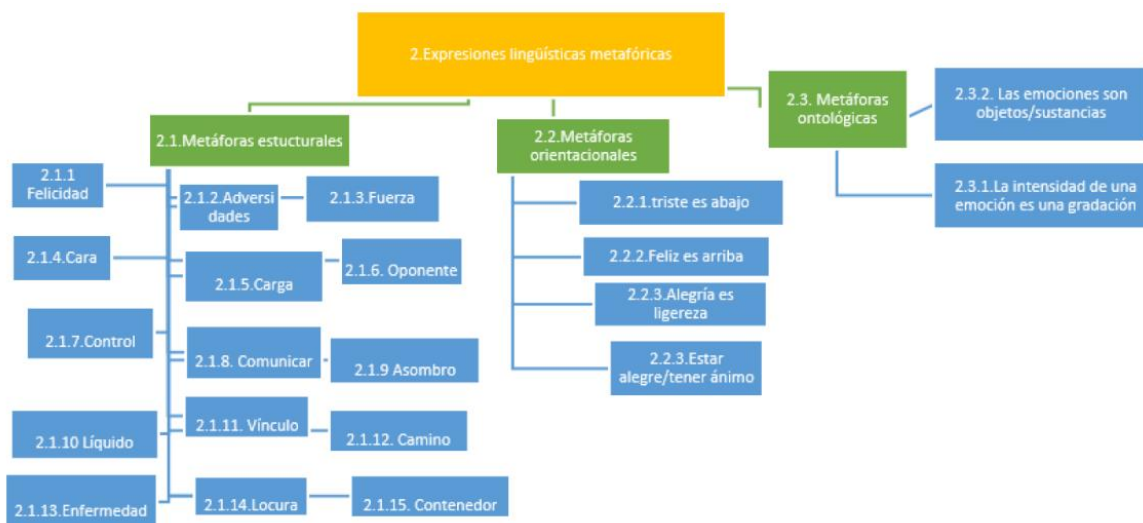 2.Expresiones lingüísticas metafóricas
2.1.Metáforas estucturales
2.2.Metáforas
orientacionales
2.3. Metáforas
ontológicas
2.3.2. Las emociones son
objetos/sustancias
2.3.1.La intensidad de una
emoción es una gradación
2.1.1
Felicidad
2.1.2.Adversi
dades
2.1.3.Fuerza
2.1.4.Cara
2.1.5.Carga
2.1.6. Oponente
2.1.7.Control
2.1.8. Comunicar
2.1.9 Asombro
2.1.10 Líquido
2.1.11. Vínculo
2.1.12. Camino
2.1.13.Enfermedad
2.1.14.Locura
2.1.15. Contenedor
2.2.1.triste es abajo
2.2.2.Feliz es arriba
2.2.3.Alegría es
ligereza
2.2.3.Estar
alegre/tener ánimo